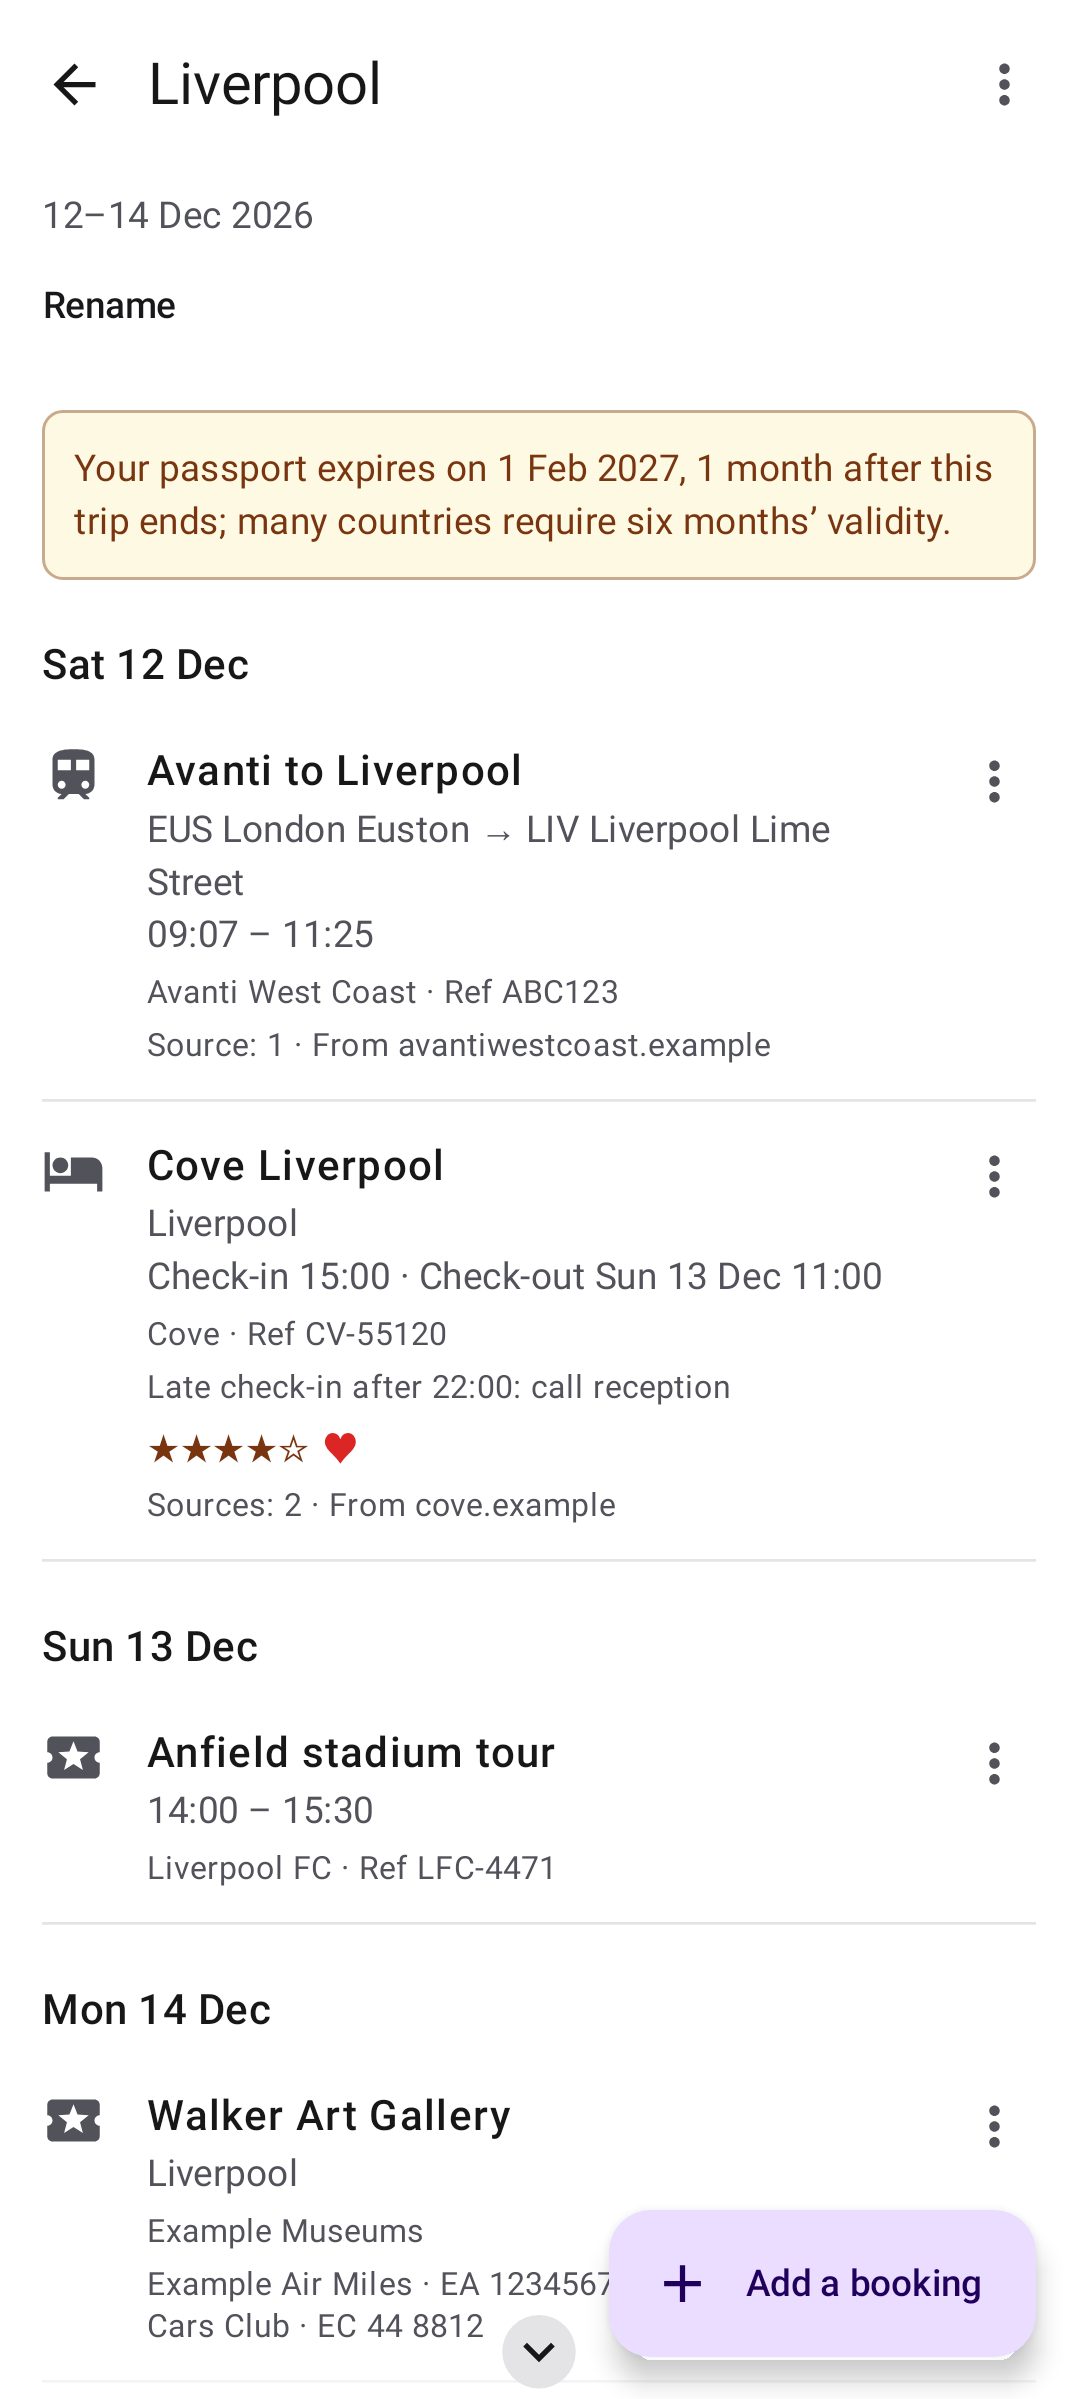 Liverpool
12–14 Dec 2026
Rename
Your passport expires on 1 Feb 2027, 1 month after this
trip ends; many countries require six months’ validity.
Sat 12 Dec
Avanti to Liverpool
EUS London Euston → LIV Liverpool Lime
Street
09:07 – 11:25
Avanti West Coast · Ref ABC123
Source: 1 · From avantiwestcoast.example
Cove Liverpool
Liverpool
Check-in 15:00 · Check-out Sun 13 Dec 11:00
Cove · Ref CV-55120
Late check-in after 22:00: call reception
★★★★☆ ♥
Sources: 2 · From cove.example
Sun 13 Dec
Anfield stadium tour
14:00 – 15:30
Liverpool FC · Ref LFC-4471
Mon 14 Dec
Walker Art Gallery
Liverpool
Example Museums
Example Air Miles · EA 1234567
Cars Club · EC 44 8812
Add a booking